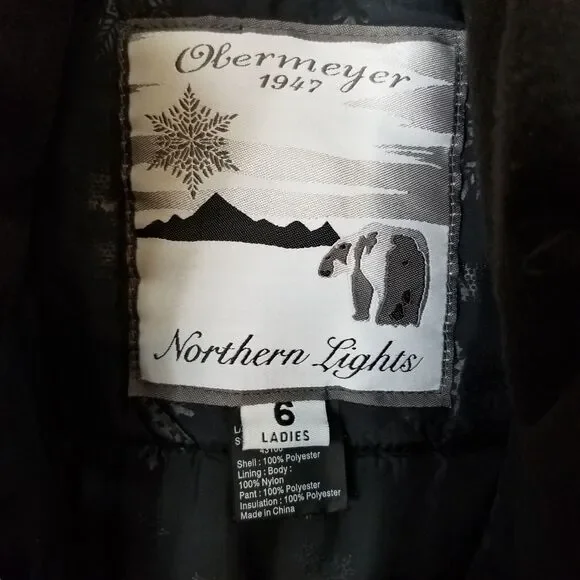 Obermeyer
1947
Northern Lights
6
LADIES
Shell : 100% Polyester
Lining : Body :
100% Nylon
Pant : 100% Polyester
Insulation : 100% Polyester
Made in China